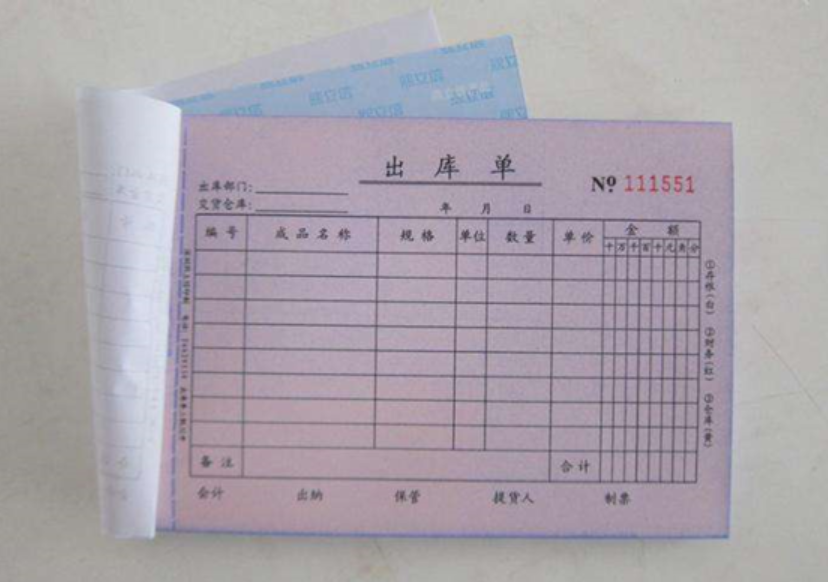 出库单
№ 111551
出库部门:
交货仓库:
年 月 日
编号 成品名称 规格 单位 数量 单价 金额
十 万 千 百 十 元 角 分
备注 合计
会计 出纳 保管 提货人 制票
①存根(白) ②财务(红) ③仓库(黄)